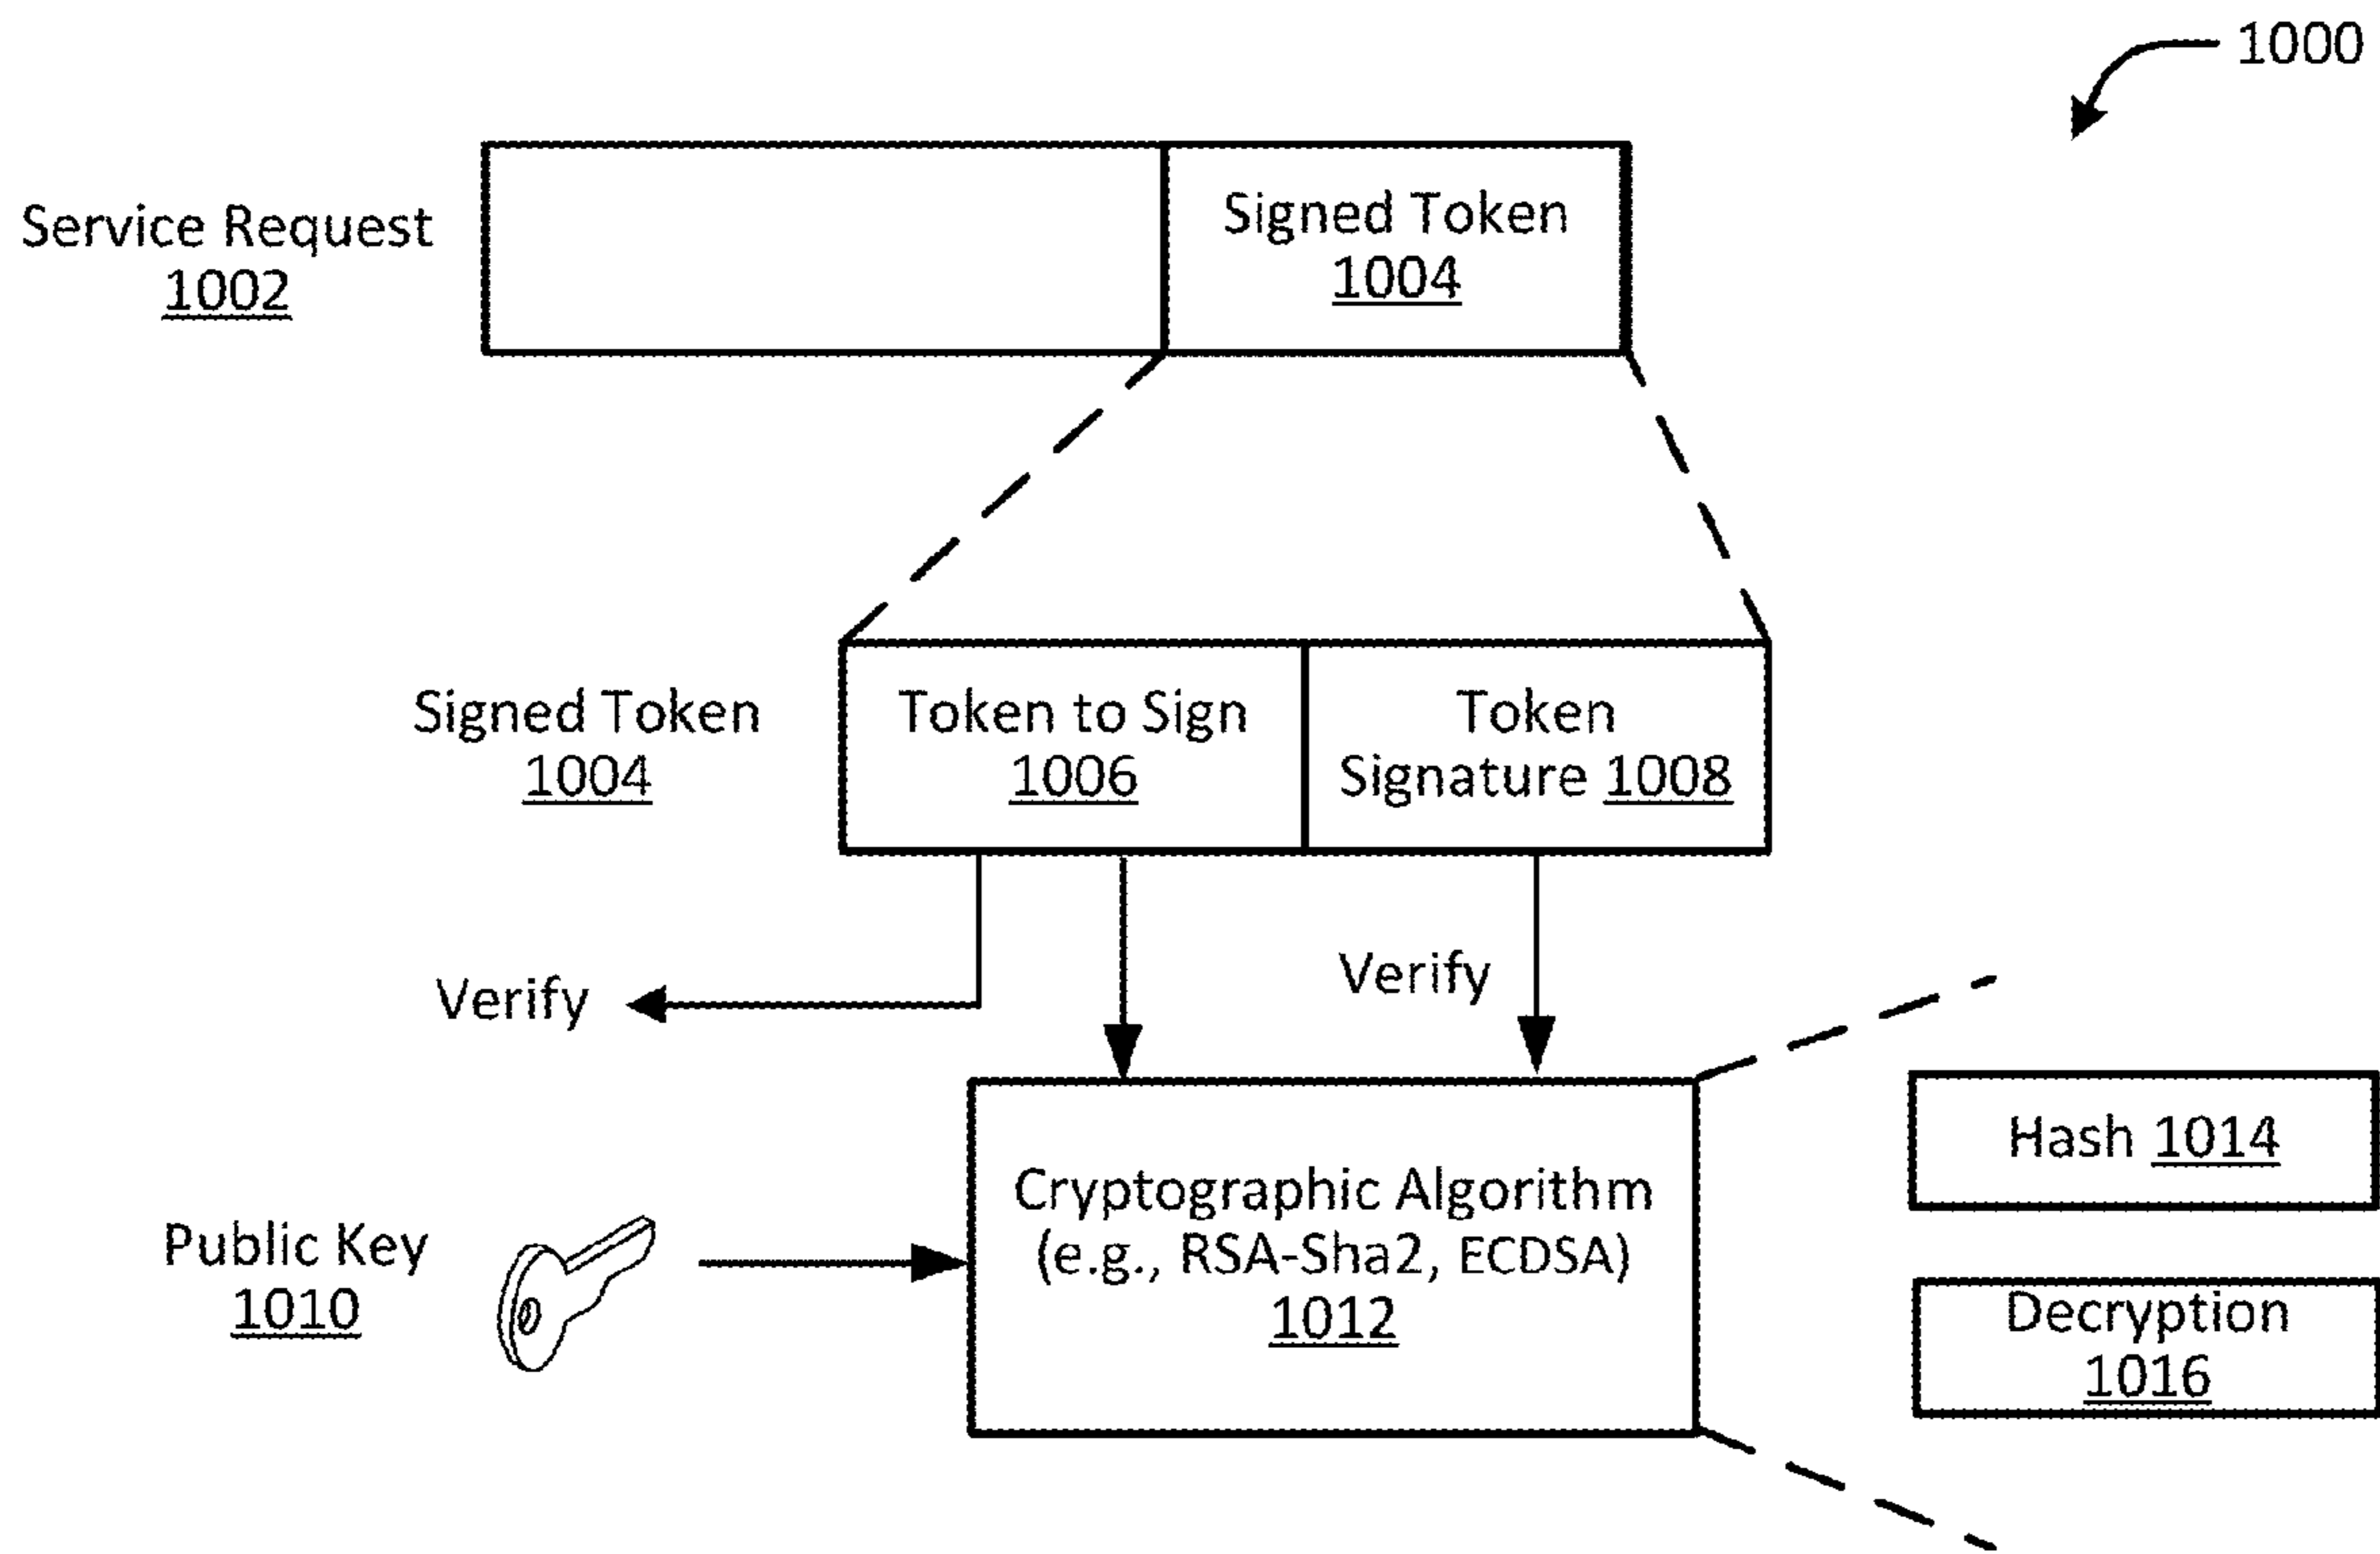 1000
Service Request
1002
Signed Token
1004
Signed Token
1004
Token to Sign
1006
Token
Signature 1008
Verify
Verify
Public Key
1010
Cryptographic Algorithm
(e.g., RSA-Sha2, ECDSA)
1012
Hash 1014
Decryption
1016